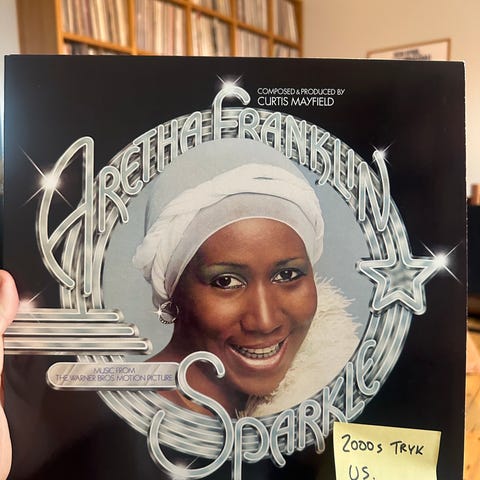 COMPOSED & PRODUCED BY
CURTIS MAYFIELD
ARETHA FRANKLIN
SPARKLE
MUSIC FROM
THE WARNER BROS MOTION PICTURE
2000s TRYK
US.